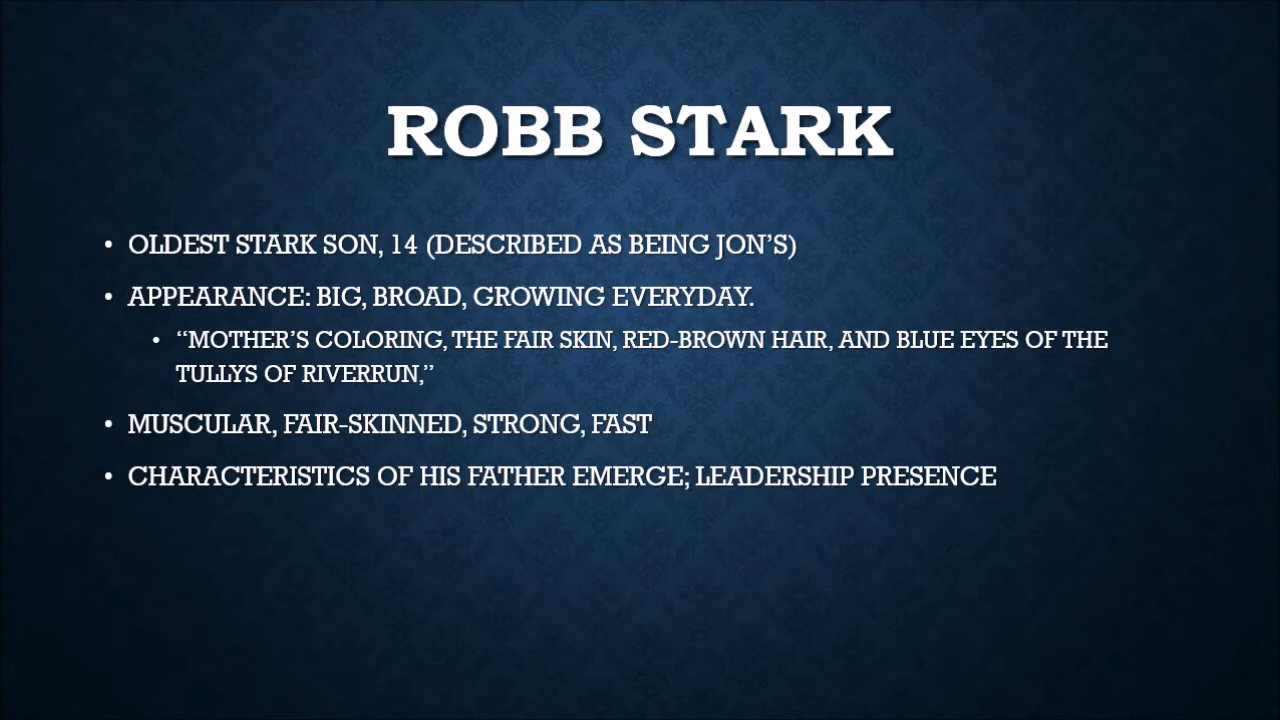 ROBB STARK
• OLDEST STARK SON, 14 (DESCRIBED AS BEING JON’S)
• APPEARANCE: BIG, BROAD, GROWING EVERYDAY.
• “MOTHER’S COLORING, THE FAIR SKIN, RED-BROWN HAIR, AND BLUE EYES OF THE
TULLYS OF RIVERRUN,”
• MUSCULAR, FAIR-SKINNED, STRONG, FAST
• CHARACTERISTICS OF HIS FATHER EMERGE; LEADERSHIP PRESENCE